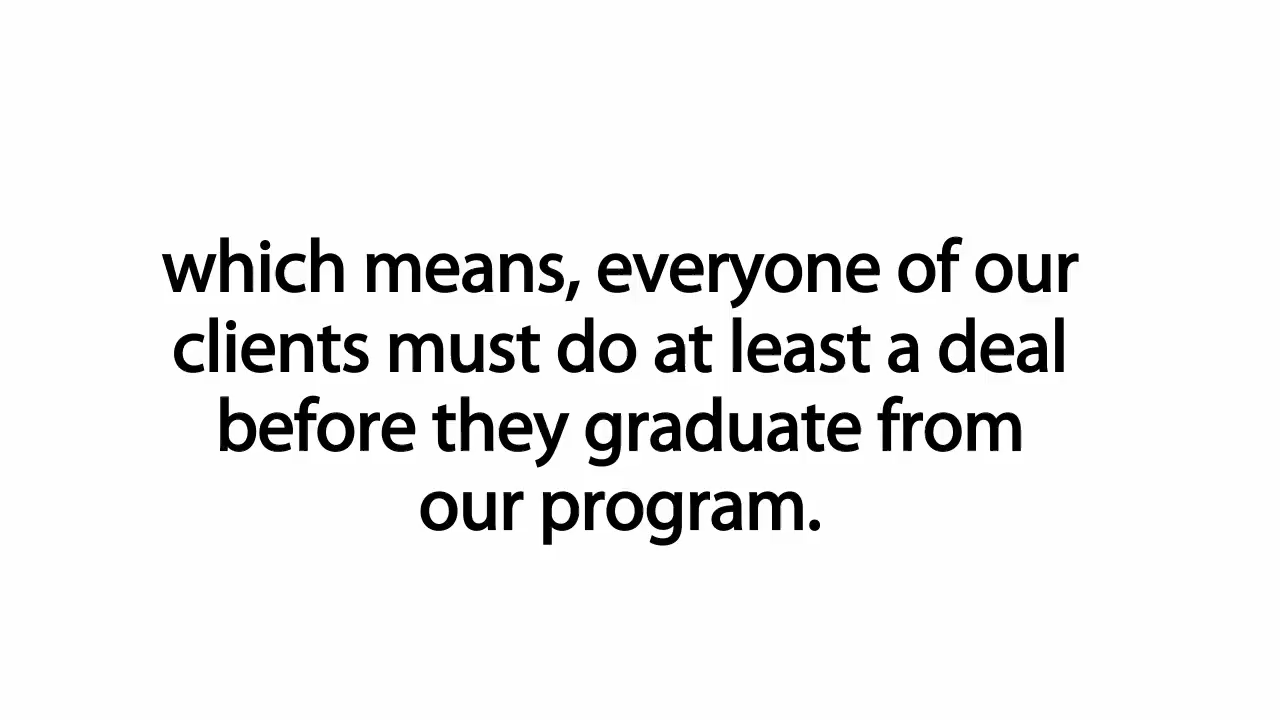 which means, everyone of our
clients must do at least a deal
before they graduate from
our program.